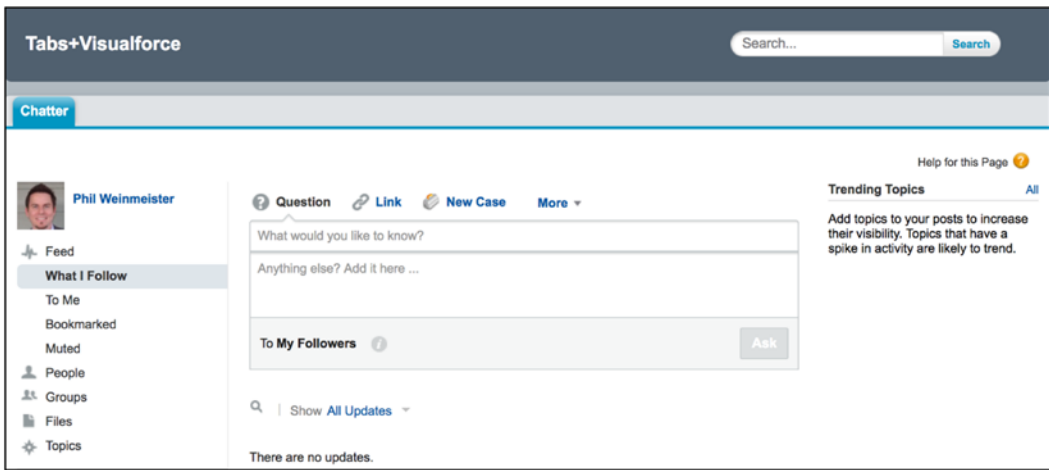 Tabs+Visualforce
Search...
Search
Chatter
Help for this Page
Phil Weinmeister
Feed
What I Follow
To Me
Bookmarked
Muted
People
Groups
Files
Topics
Question
Link
New Case
More
What would you like to know?
Anything else? Add it here ...
To My Followers
Ask
Show All Updates
There are no updates.
Trending Topics
All
Add topics to your posts to increase
their visibility. Topics that have a
spike in activity are likely to trend.